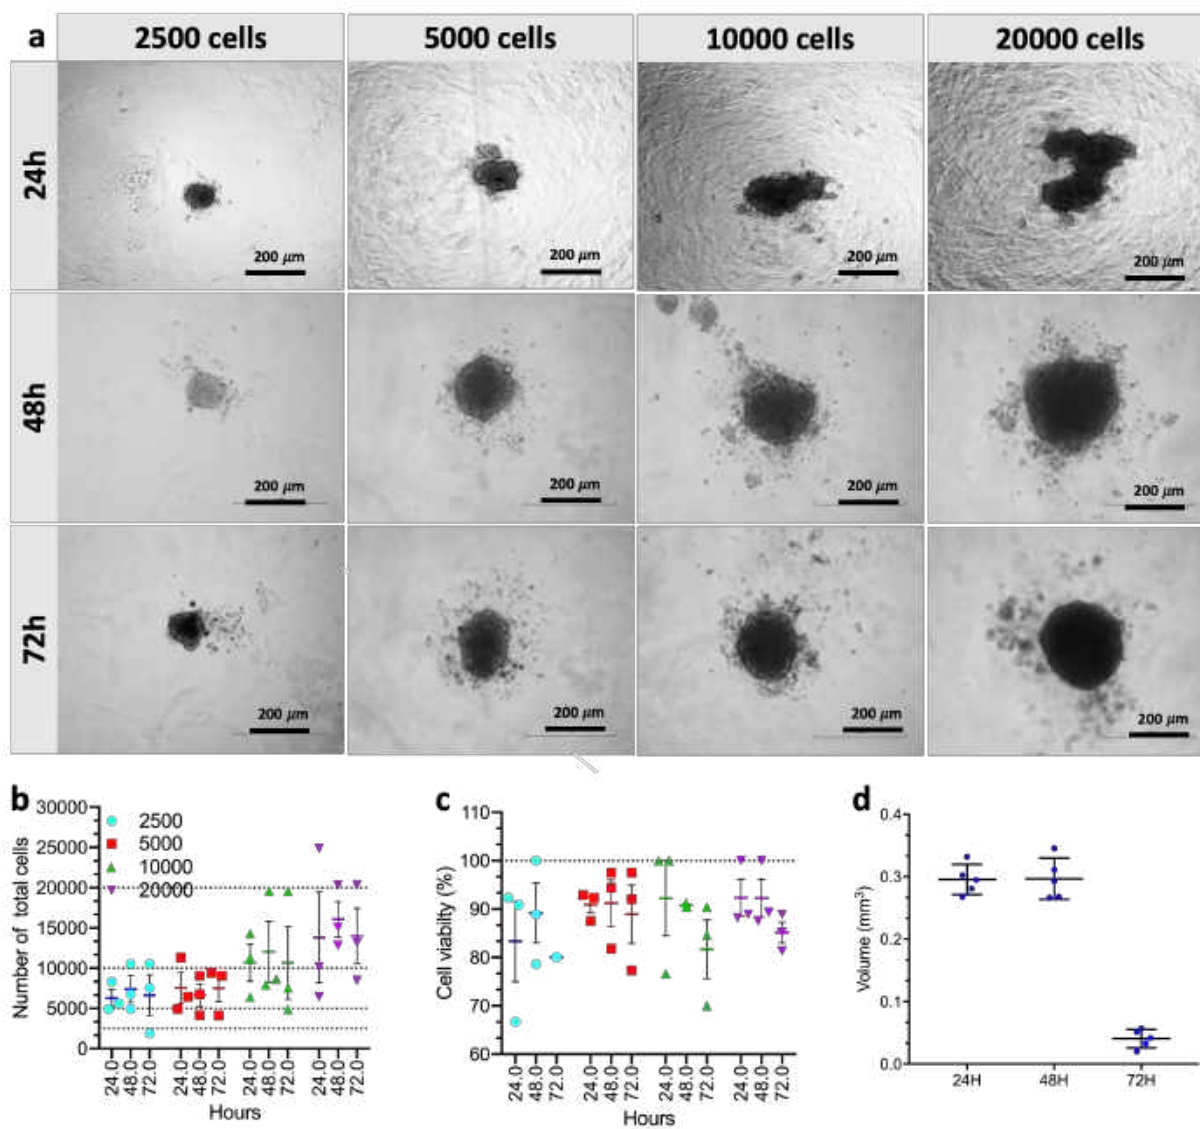 a 2500 cells 5000 cells 10000 cells 20000 cells
24h
200 μm 200 μm 200 μm 200 μm
48h
200 μm 200 μm 200 μm 200 μm
72h
200 μm 200 μm 200 μm 200 μm
b
Number of total cells
30000
25000
20000
15000
10000
5000
0
2500
5000
10000
20000
24.0 48.0 72.0 24.0 48.0 72.0 24.0 48.0 72.0 24.0 48.0 72.0
Hours
c
Cell viabilty (%)
110
100
90
80
70
60
24.0 48.0 72.0 24.0 48.0 72.0 24.0 48.0 72.0 24.0 48.0 72.0
Hours
d
Volume (mm³)
0.4
0.3
0.2
0.1
0.0
24H 48H 72H